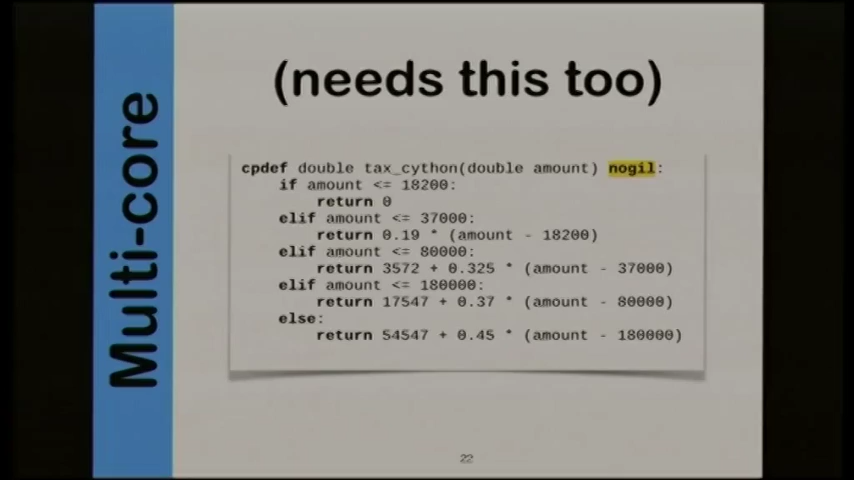 Multi-core
(needs this too)
cpdef double tax_cython(double amount) nogil:
    if amount <= 18200:
        return 0
    elif amount <= 37000:
        return 0.19 * (amount - 18200)
    elif amount <= 80000:
        return 3572 + 0.325 * (amount - 37000)
    elif amount <= 180000:
        return 17547 + 0.37 * (amount - 80000)
    else:
        return 54547 + 0.45 * (amount - 180000)
22